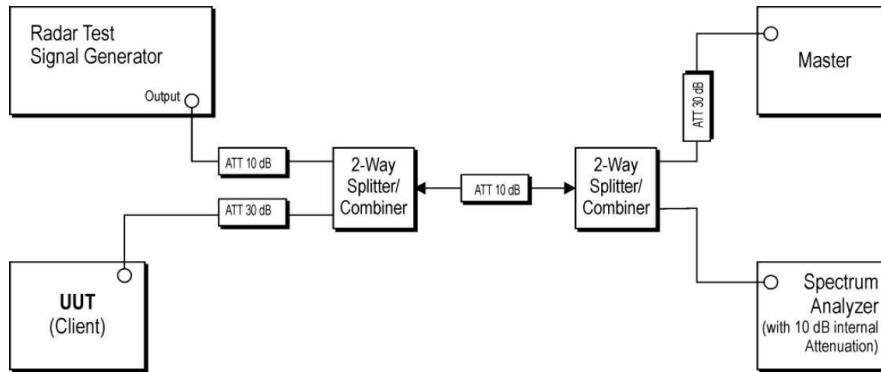 Radar Test
Signal Generator
Output
ATT 10 dB
2-Way
Splitter/
Combiner
ATT 30 dB
UUT
(Client)
ATT 10 dB
2-Way
Splitter/
Combiner
ATT 30 dB
Master
Spectrum
Analyzer
(with 10 dB internal
Attenuation)